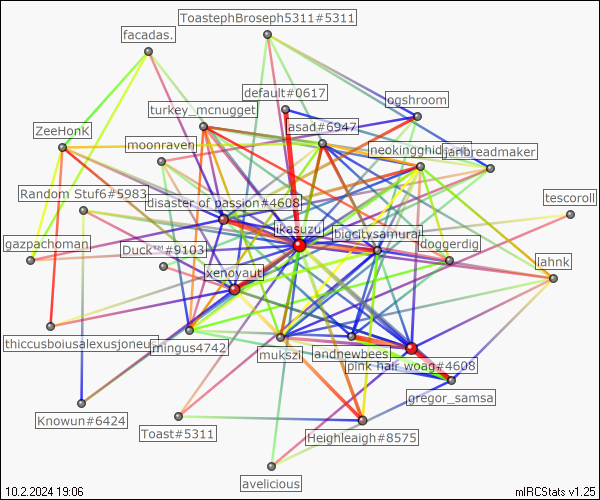 ToastephBroseph5311#5311
facadas.
default#0617
ogshroom
turkey_mcnugget
asad#6947
ZeeHonk
moonraven
neokingghidorah
jarlbreadmaker
Random Stuf6#5983
disaster of passion#4608
tescoroll
ikasuzu
bigcitysamurai
gazpachoman
Duck™#9103
doggerdig
xenoyaut
lahnk
thiccusboiusalexusjoneu
mingus4742
mukszi
andnewbees
pink hair woag#4608
gregor_samsa
Knowun#6424
Toast#5311
Heighleaigh#8575
avelicious
10.2.2024 19:06
mIRCStats v1.25